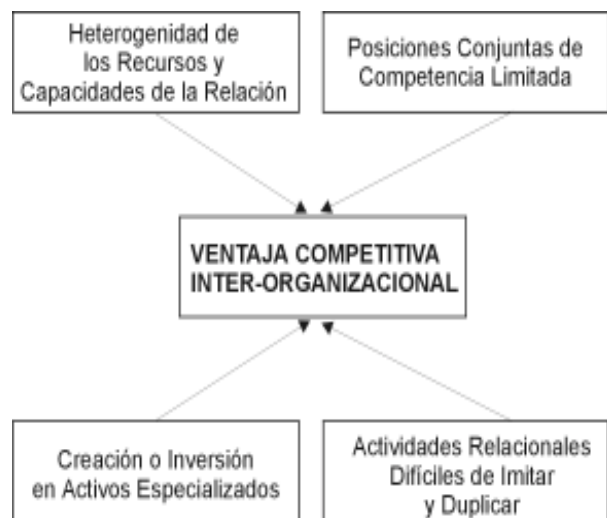 Heterogenidad de
los Recursos y
Capacidades de la Relación
Posiciones Conjuntas de
Competencia Limitada
VENTAJA COMPETITIVA
INTER-ORGANIZACIONAL
Creación o Inversión
en Activos Especializados
Actividades Relacionales
Difíciles de Imitar
y Duplicar